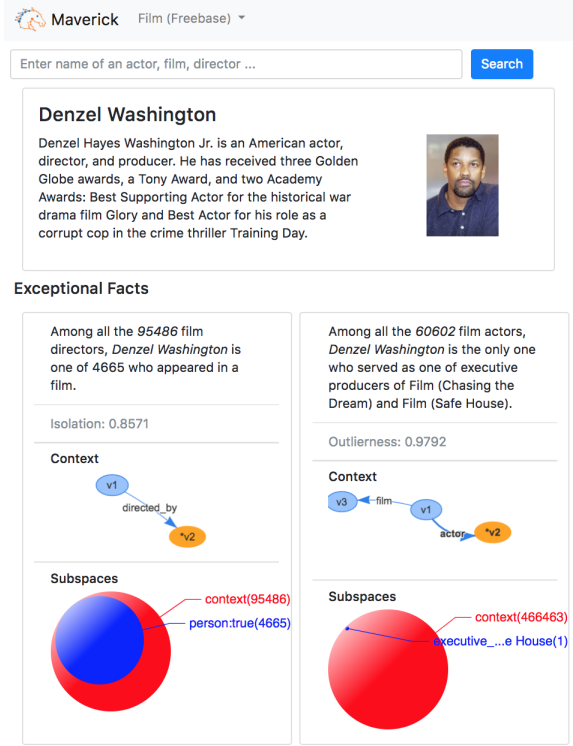 Maverick Film (Freebase)
Enter name of an actor, film, director ...
Search
Denzel Washington
Denzel Hayes Washington Jr. is an American actor,
director, and producer. He has received three Golden
Globe awards, a Tony Award, and two Academy
Awards: Best Supporting Actor for the historical war
drama film Glory and Best Actor for his role as a
corrupt cop in the crime thriller Training Day.
Exceptional Facts
Among all the 95486 film
directors, Denzel Washington is
one of 4665 who appeared in a
film.
Isolation: 0.8571
Context
v1
directed_by
*v2
Subspaces
context(95486)
person:true(4665)
Among all the 60602 film actors,
Denzel Washington is the only one
who served as one of executive
producers of Film (Chasing the
Dream) and Film (Safe House).
Outlierness: 0.9792
Context
v3
film
v1
actor
*v2
Subspaces
context(466463)
executive_...e House(1)